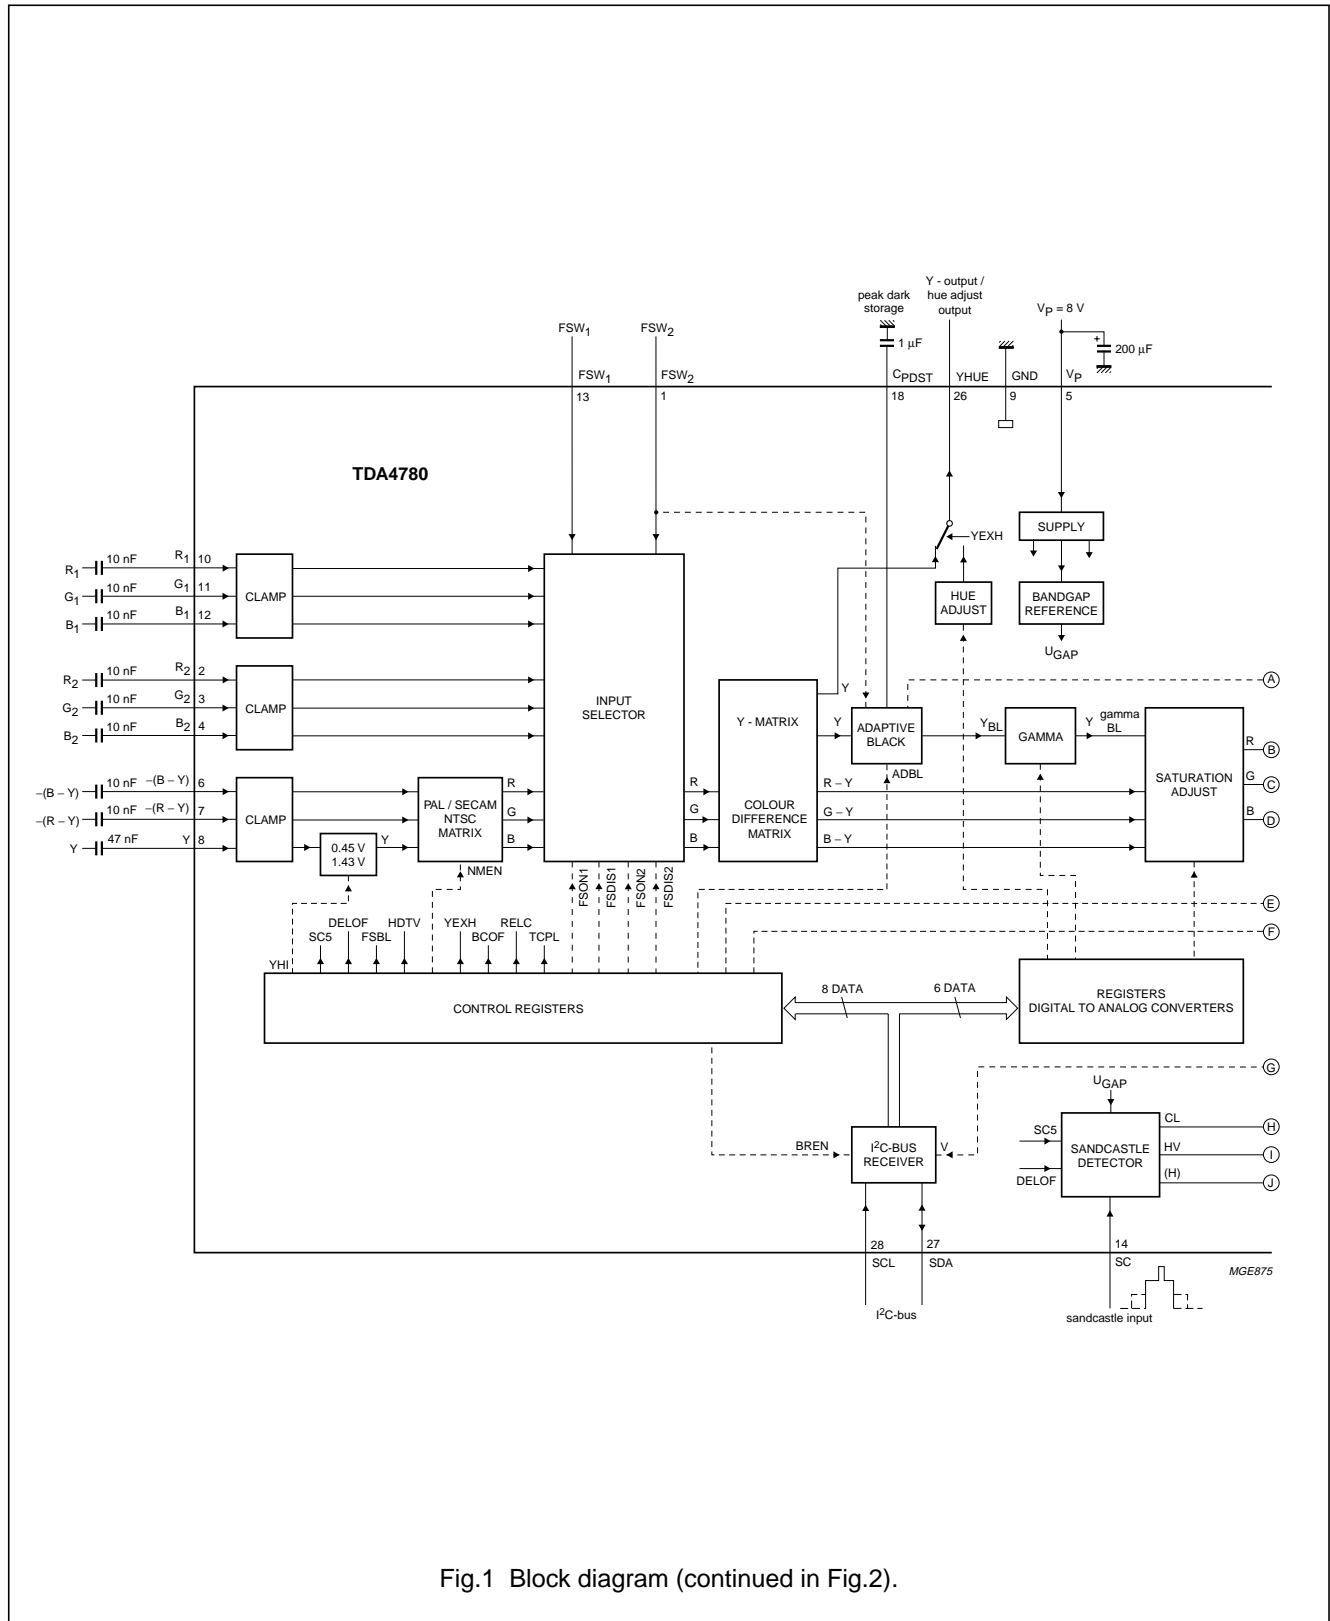 Y - output /
hue adjust
output
peak dark
storage
VP = 8 V
FSW1
FSW2
1 µF
+
200 µF
FSW1
FSW2
CPDST
YHUE
GND
VP
13
1
18
26
9
5
TDA4780
YEXH
SUPPLY
HUE
ADJUST
BANDGAP
REFERENCE
UGAP
R1 10 nF R1 10
G1 10 nF G1 11
B1 10 nF B1 12
CLAMP
R2 10 nF R2 2
G2 10 nF G2 3
B2 10 nF B2 4
CLAMP
–(B – Y) 10 nF –(B – Y) 6
–(R – Y) 10 nF –(R – Y) 7
Y 47 nF Y 8
CLAMP
0.45 V
1.43 V
Y
PAL / SECAM
NTSC
MATRIX
NMEN
R
G
B
INPUT
SELECTOR
FSON1
FSDIS1
FSON2
FSDIS2
R
G
B
Y - MATRIX
COLOUR
DIFFERENCE
MATRIX
Y
Y
R – Y
G – Y
B – Y
ADAPTIVE
BLACK
ADBL
YBL
GAMMA
Y
gamma
BL
SATURATION
ADJUST
A
R B
G C
B D
E
F
YHI
SC5
DELOF
FSBL
HDTV
YEXH
BCOF
RELC
TCPL
CONTROL REGISTERS
8 DATA
6 DATA
REGISTERS
DIGITAL TO ANALOG CONVERTERS
G
UGAP
BREN
I2C-BUS
RECEIVER
V
SC5
DELOF
SANDCASTLE
DETECTOR
CL H
HV I
(H) J
28
27
14
SCL
SDA
SC
MGE875
I2C-bus
sandcastle input
Fig.1 Block diagram (continued in Fig.2).